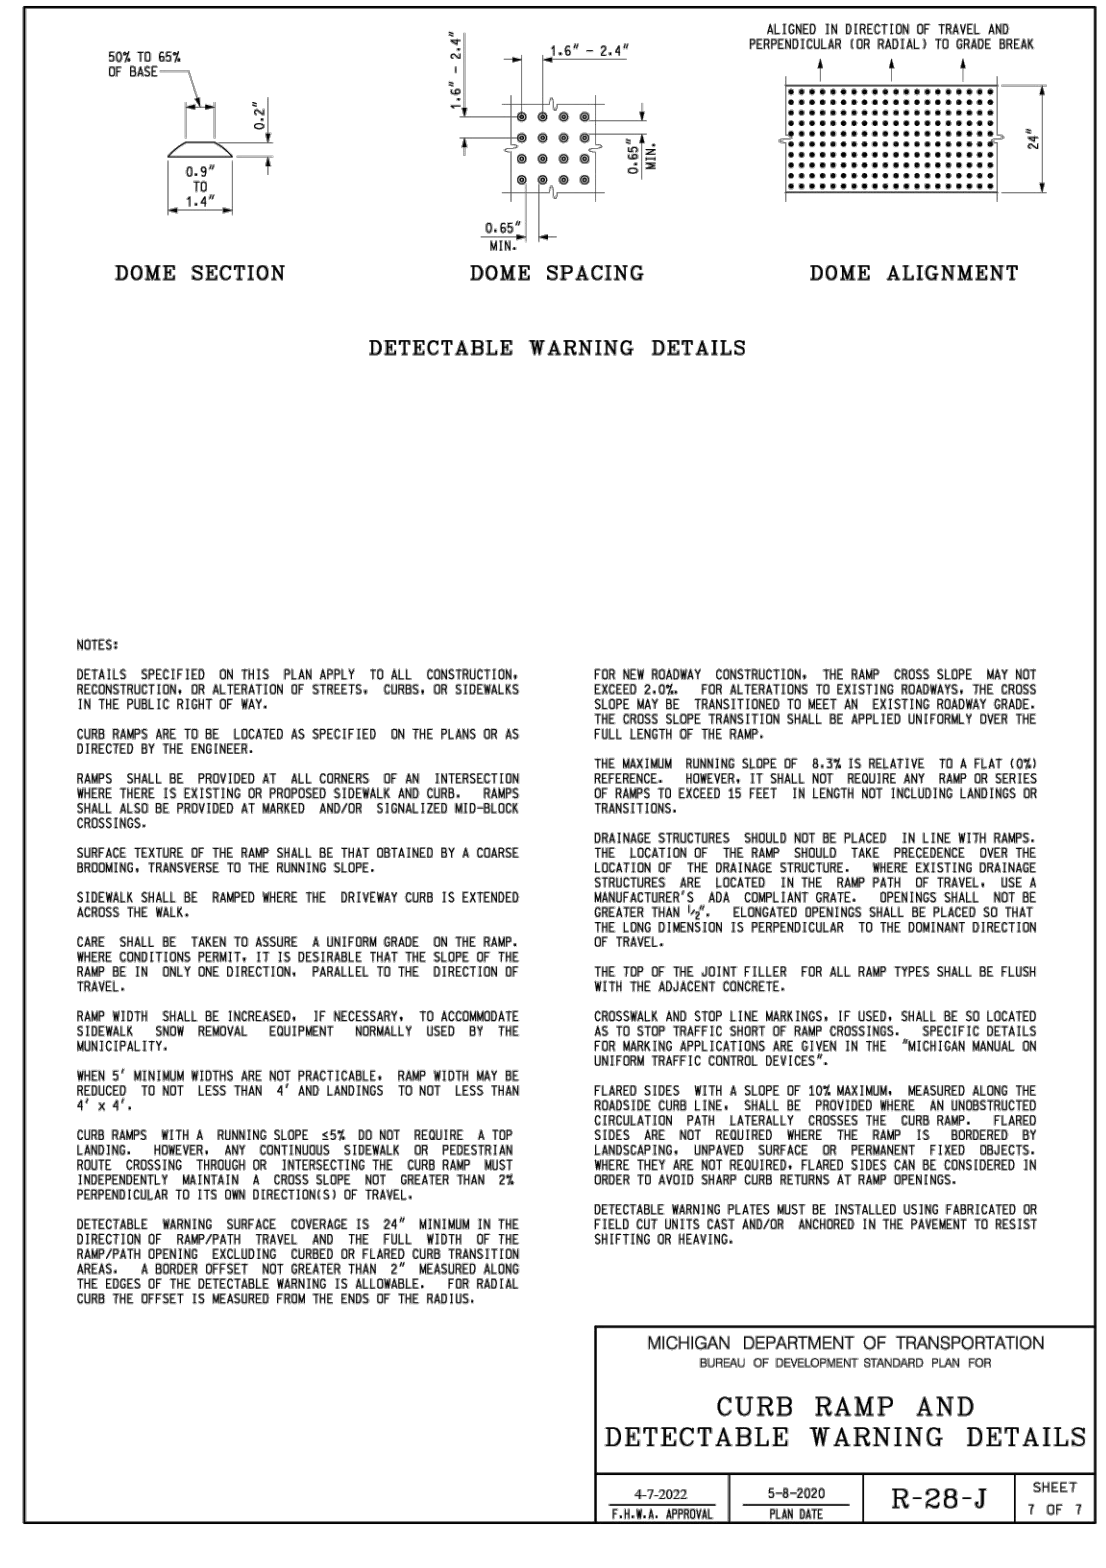 50% TO 65%
OF BASE
0.2"
0.9"
TO
1.4"
DOME SECTION
1.6" - 2.4"
1.6" - 2.4"
0.65"
MIN.
0.65"
MIN.
DOME SPACING
ALIGNED IN DIRECTION OF TRAVEL AND
PERPENDICULAR (OR RADIAL) TO GRADE BREAK
24"
DOME ALIGNMENT
DETECTABLE WARNING DETAILS
NOTES:
DETAILS SPECIFIED ON THIS PLAN APPLY TO ALL CONSTRUCTION,
RECONSTRUCTION, OR ALTERATION OF STREETS, CURBS, OR SIDEWALKS
IN THE PUBLIC RIGHT OF WAY.
CURB RAMPS ARE TO BE LOCATED AS SPECIFIED ON THE PLANS OR AS
DIRECTED BY THE ENGINEER.
RAMPS SHALL BE PROVIDED AT ALL CORNERS OF AN INTERSECTION
WHERE THERE IS EXISTING OR PROPOSED SIDEWALK AND CURB. RAMPS
SHALL ALSO BE PROVIDED AT MARKED AND/OR SIGNALIZED MID-BLOCK
CROSSINGS.
SURFACE TEXTURE OF THE RAMP SHALL BE THAT OBTAINED BY A COARSE
BROOMING, TRANSVERSE TO THE RUNNING SLOPE.
SIDEWALK SHALL BE RAMPED WHERE THE DRIVEWAY CURB IS EXTENDED
ACROSS THE WALK.
CARE SHALL BE TAKEN TO ASSURE A UNIFORM GRADE ON THE RAMP.
WHERE CONDITIONS PERMIT, IT IS DESIRABLE THAT THE SLOPE OF THE
RAMP BE IN ONLY ONE DIRECTION, PARALLEL TO THE DIRECTION OF
TRAVEL.
RAMP WIDTH SHALL BE INCREASED, IF NECESSARY, TO ACCOMMODATE
SIDEWALK SNOW REMOVAL EQUIPMENT NORMALLY USED BY THE
MUNICIPALITY.
WHEN 5' MINIMUM WIDTHS ARE NOT PRACTICABLE, RAMP WIDTH MAY BE
REDUCED TO NOT LESS THAN 4' AND LANDINGS TO NOT LESS THAN
4' x 4'.
CURB RAMPS WITH A RUNNING SLOPE ≤5% DO NOT REQUIRE A TOP
LANDING. HOWEVER, ANY CONTINUOUS SIDEWALK OR PEDESTRIAN
ROUTE CROSSING THROUGH OR INTERSECTING THE CURB RAMP MUST
INDEPENDENTLY MAINTAIN A CROSS SLOPE NOT GREATER THAN 2%
PERPENDICULAR TO ITS OWN DIRECTION(S) OF TRAVEL.
DETECTABLE WARNING SURFACE COVERAGE IS 24" MINIMUM IN THE
DIRECTION OF RAMP/PATH TRAVEL AND THE FULL WIDTH OF THE
RAMP/PATH OPENING EXCLUDING CURBED OR FLARED CURB TRANSITION
AREAS. A BORDER OFFSET NOT GREATER THAN 2" MEASURED ALONG
THE EDGES OF THE DETECTABLE WARNING IS ALLOWABLE. FOR RADIAL
CURB THE OFFSET IS MEASURED FROM THE ENDS OF THE RADIUS.
FOR NEW ROADWAY CONSTRUCTION, THE RAMP CROSS SLOPE MAY NOT
EXCEED 2.0%. FOR ALTERATIONS TO EXISTING ROADWAYS, THE CROSS
SLOPE MAY BE TRANSITIONED TO MEET AN EXISTING ROADWAY GRADE.
THE CROSS SLOPE TRANSITION SHALL BE APPLIED UNIFORMLY OVER THE
FULL LENGTH OF THE RAMP.
THE MAXIMUM RUNNING SLOPE OF 8.3% IS RELATIVE TO A FLAT (0%)
REFERENCE. HOWEVER, IT SHALL NOT REQUIRE ANY RAMP OR SERIES
OF RAMPS TO EXCEED 15 FEET IN LENGTH NOT INCLUDING LANDINGS OR
TRANSITIONS.
DRAINAGE STRUCTURES SHOULD NOT BE PLACED IN LINE WITH RAMPS.
THE LOCATION OF THE RAMP SHOULD TAKE PRECEDENCE OVER THE
LOCATION OF THE DRAINAGE STRUCTURE. WHERE EXISTING DRAINAGE
STRUCTURES ARE LOCATED IN THE RAMP PATH OF TRAVEL, USE A
MANUFACTURER'S ADA COMPLIANT GRATE. OPENINGS SHALL NOT BE
GREATER THAN 1/2". ELONGATED OPENINGS SHALL BE PLACED SO THAT
THE LONG DIMENSION IS PERPENDICULAR TO THE DOMINANT DIRECTION
OF TRAVEL.
THE TOP OF THE JOINT FILLER FOR ALL RAMP TYPES SHALL BE FLUSH
WITH THE ADJACENT CONCRETE.
CROSSWALK AND STOP LINE MARKINGS, IF USED, SHALL BE SO LOCATED
AS TO STOP TRAFFIC SHORT OF RAMP CROSSINGS. SPECIFIC DETAILS
FOR MARKING APPLICATIONS ARE GIVEN IN THE "MICHIGAN MANUAL ON
UNIFORM TRAFFIC CONTROL DEVICES".
FLARED SIDES WITH A SLOPE OF 10% MAXIMUM, MEASURED ALONG THE
ROADSIDE CURB LINE, SHALL BE PROVIDED WHERE AN UNOBSTRUCTED
CIRCULATION PATH LATERALLY CROSSES THE CURB RAMP. FLARED
SIDES ARE NOT REQUIRED WHERE THE RAMP IS BORDERED BY
LANDSCAPING, UNPAVED SURFACE OR PERMANENT FIXED OBJECTS.
WHERE THEY ARE NOT REQUIRED, FLARED SIDES CAN BE CONSIDERED IN
ORDER TO AVOID SHARP CURB RETURNS AT RAMP OPENINGS.
DETECTABLE WARNING PLATES MUST BE INSTALLED USING FABRICATED OR
FIELD CUT UNITS CAST AND/OR ANCHORED IN THE PAVEMENT TO RESIST
SHIFTING OR HEAVING.
MICHIGAN DEPARTMENT OF TRANSPORTATION
BUREAU OF DEVELOPMENT STANDARD PLAN FOR
CURB RAMP AND
DETECTABLE WARNING DETAILS
4-7-2022
F.H.W.A. APPROVAL
5-8-2020
PLAN DATE
R-28-J
SHEET
7 OF 7